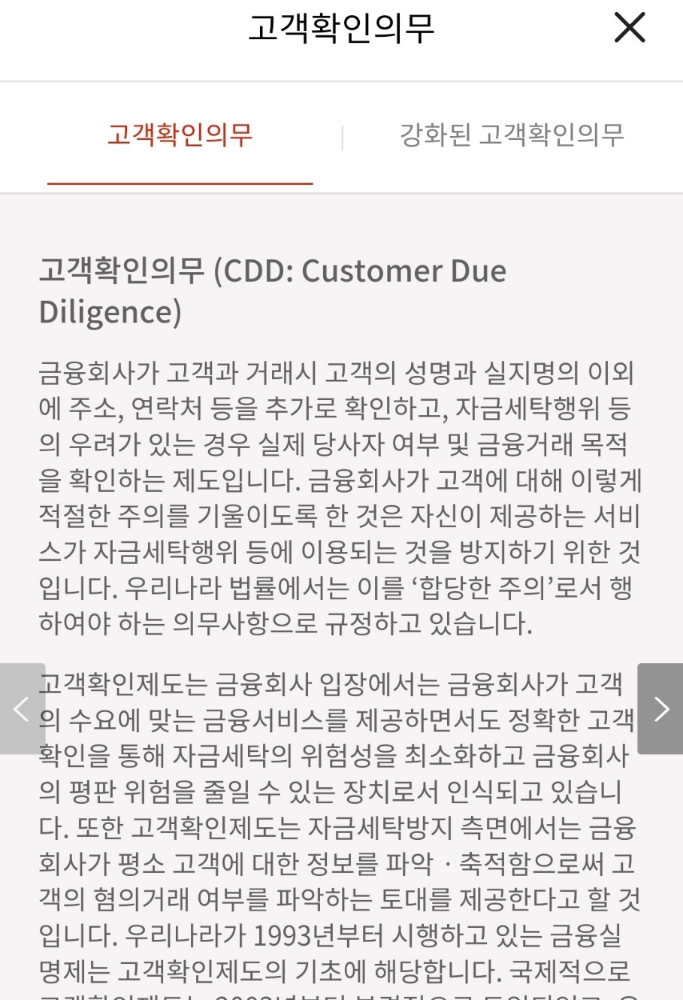 고객확인의무
고객확인의무
강화된 고객확인의무
고객확인의무 (CDD: Customer Due
Diligence)
금융회사가 고객과 거래시 고객의 성명과 실지명의 이외
에 주소, 연락처 등을 추가로 확인하고, 자금세탁행위 등
의 우려가 있는 경우 실제 당사자 여부 및 금융거래 목적
을 확인하는 제도입니다. 금융회사가 고객에 대해 이렇게
적절한 주의를 기울이도록 한 것은 자신이 제공하는 서비
스가 자금세탁행위 등에 이용되는 것을 방지하기 위한 것
입니다. 우리나라 법률에서는 이를 ‘합당한 주의’로서 행
하여야 하는 의무사항으로 규정하고 있습니다.
고객확인제도는 금융회사 입장에서는 금융회사가 고객
의 수요에 맞는 금융서비스를 제공하면서도 정확한 고객
확인을 통해 자금세탁의 위험성을 최소화하고 금융회사
의 평판 위험을 줄일 수 있는 장치로서 인식되고 있습니
다. 또한 고객확인제도는 자금세탁방지 측면에서는 금융
회사가 평소 고객에 대한 정보를 파악 · 축적함으로써 고
객의 혐의거래 여부를 파악하는 토대를 제공한다고 할 것
입니다. 우리나라가 1993년부터 시행하고 있는 금융실
명제는 고객확인제도의 기초에 해당합니다. 국제적으로